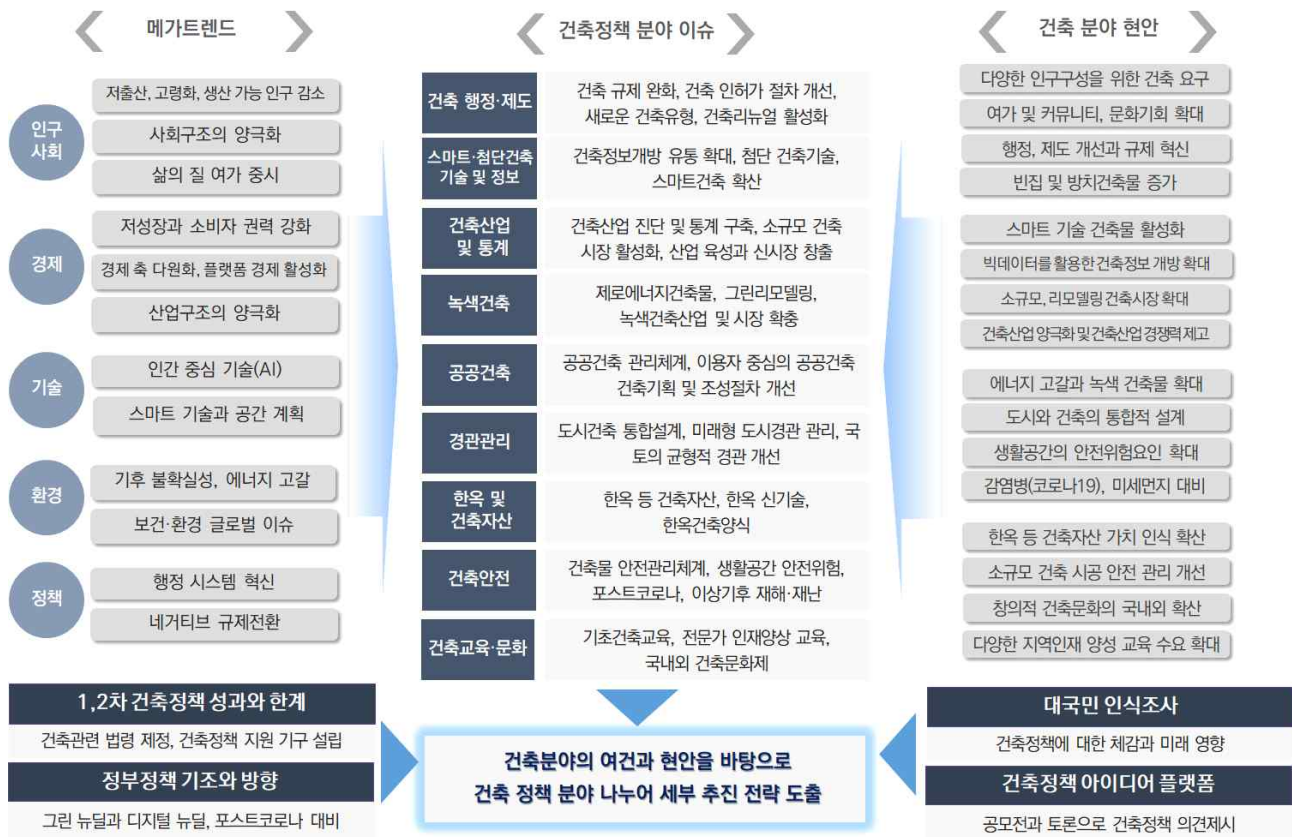 메가트렌드
인구
사회
저출산, 고령화, 생산 가능 인구 감소
사회구조의 양극화
삶의 질 여가 중시
경제
저성장과 소비자 권력 강화
경제 축 다원화, 플랫폼 경제 활성화
산업구조의 양극화
기술
인간 중심 기술(AI)
스마트 기술과 공간 계획
환경
기후 불확실성, 에너지 고갈
보건·환경 글로벌 이슈
정책
행정 시스템 혁신
네거티브 규제전환
건축정책 분야 이슈
건축 행정·제도
건축 규제 완화, 건축 인허가 절차 개선,
새로운 건축유형, 건축리뉴얼 활성화
스마트·첨단건축
기술 및 정보
건축정보개방 유통 확대, 첨단 건축기술,
스마트건축 확산
건축산업
및 통계
건축산업 진단 및 통계 구축, 소규모 건축
시장 활성화, 산업 육성과 신시장 창출
녹색건축
제로에너지건축물, 그린리모델링,
녹색건축산업 및 시장 확충
공공건축
공공건축 관리체계, 이용자 중심의 공공건축
건축기획 및 조성절차 개선
경관관리
도시건축 통합설계, 미래형 도시경관 관리, 국
토의 균형적 경관 개선
한옥 및
건축자산
한옥 등 건축자산, 한옥 신기술,
한옥건축양식
건축안전
건축물 안전관리체계, 생활공간 안전위험,
포스트코로나, 이상기후 재해·재난
건축교육·문화
기초건축교육, 전문가 인재양상 교육,
국내외 건축문화제
건축 분야 현안
다양한 인구구성을 위한 건축 요구
여가 및 커뮤니티, 문화기회 확대
행정, 제도 개선과 규제 혁신
빈집 및 방치건축물 증가
스마트 기술 건축물 활성화
빅데이터를 활용한 건축정보 개방 확대
소규모, 리모델링 건축시장 확대
건축산업 양극화 및 건축산업 경쟁력 제고
에너지 고갈과 녹색 건축물 확대
도시와 건축의 통합적 설계
생활공간의 안전위험요인 확대
감염병(코로나19), 미세먼지 대비
한옥 등 건축자산 가치 인식 확산
소규모 건축 시공 안전 관리 개선
창의적 건축문화의 국내외 확산
다양한 지역인재 양성 교육 수요 확대
1,2차 건축정책 성과와 한계
건축관련 법령 제정, 건축정책 지원 기구 설립
정부정책 기조와 방향
그린 뉴딜과 디지털 뉴딜, 포스트코로나 대비
건축분야의 여건과 현안을 바탕으로
건축 정책 분야 나누어 세부 추진 전략 도출
대국민 인식조사
건축정책에 대한 체감과 미래 영향
건축정책 아이디어 플랫폼
공모전과 토론으로 건축정책 의견제시